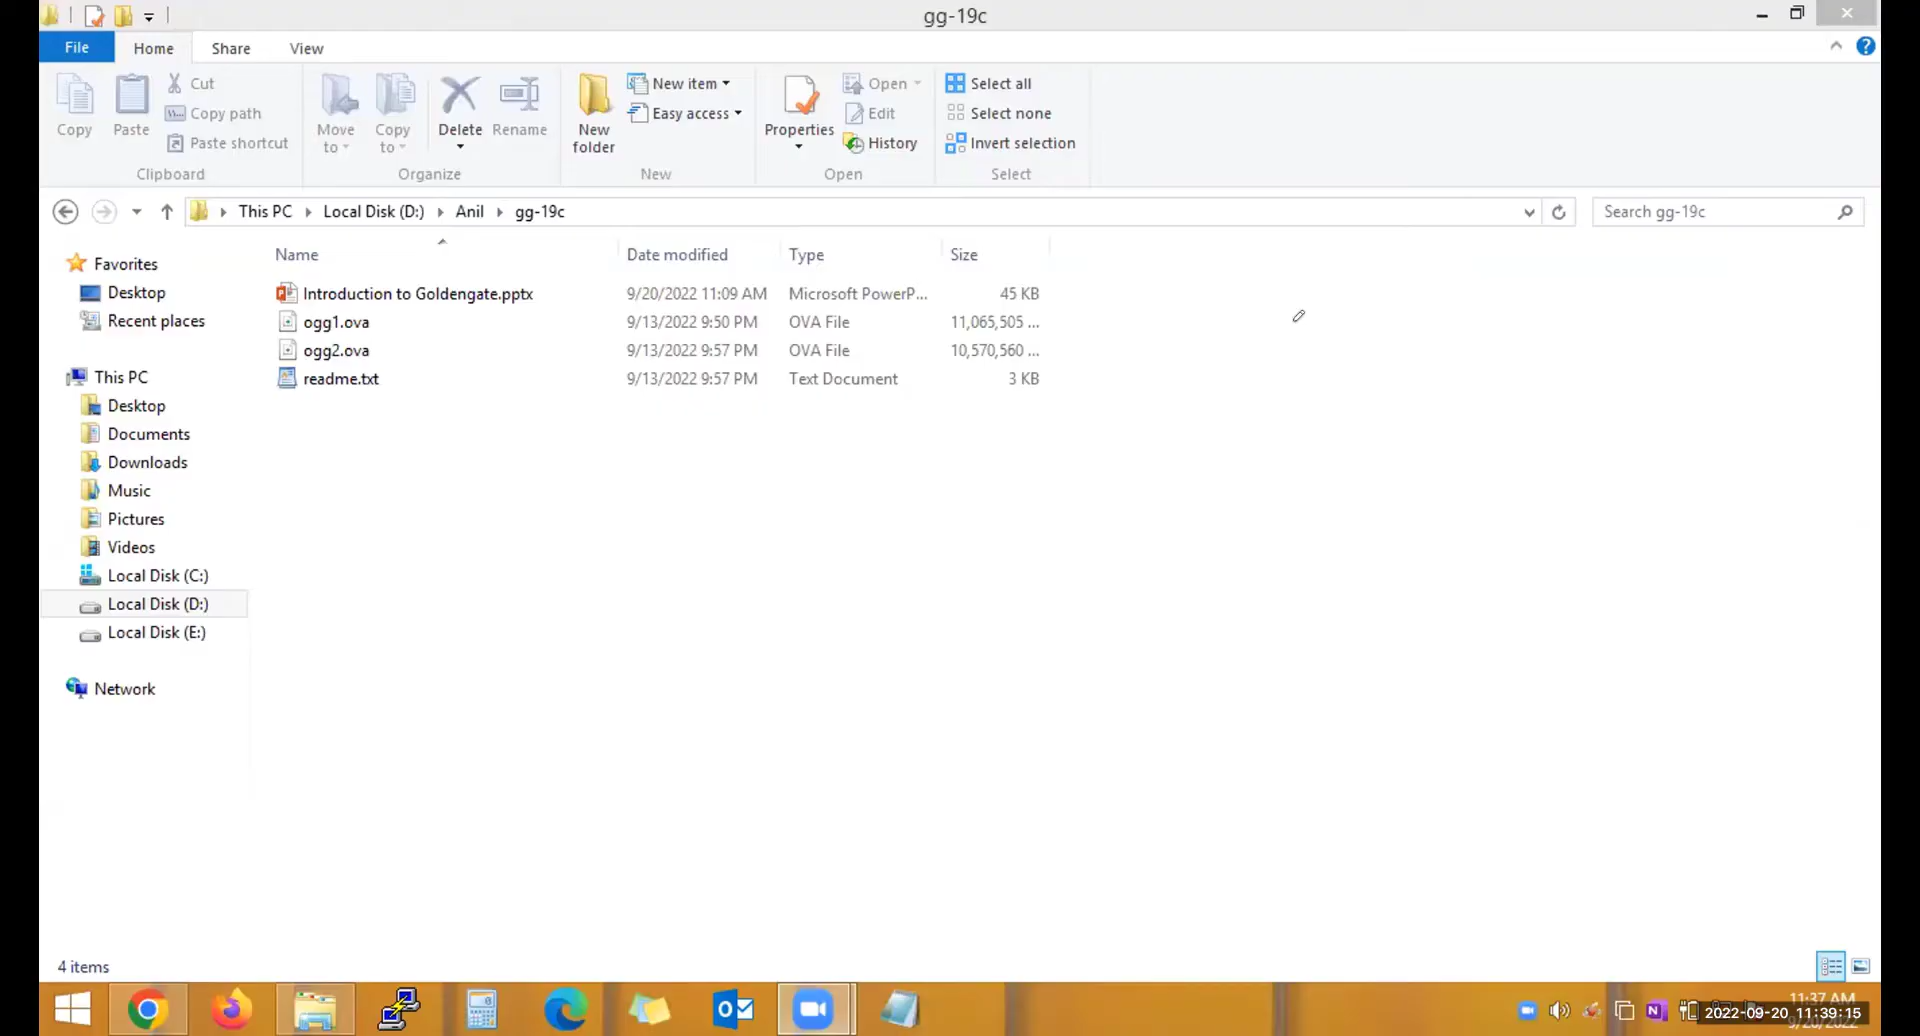 gg-19c
File Home Share View
Copy
Paste
Cut
Copy path
Paste shortcut
Clipboard
Move to
Copy to
Delete
Rename
Organize
New folder
New item
Easy access
New
Properties
Open
Edit
History
Open
Select all
Select none
Invert selection
Select
This PC Local Disk (D:) Anil gg-19c
Search gg-19c
Name Date modified Type Size
Introduction to Goldengate.pptx 9/20/2022 11:09 AM Microsoft PowerP... 45 KB
ogg1.ova 9/13/2022 9:50 PM OVA File 11,065,505 ...
ogg2.ova 9/13/2022 9:57 PM OVA File 10,570,560 ...
readme.txt 9/13/2022 9:57 PM Text Document 3 KB
Favorites
Desktop
Recent places
This PC
Desktop
Documents
Downloads
Music
Pictures
Videos
Local Disk (C:)
Local Disk (D:)
Local Disk (E:)
Network
4 items
11:37 AM
2022-09-20 11:39:15